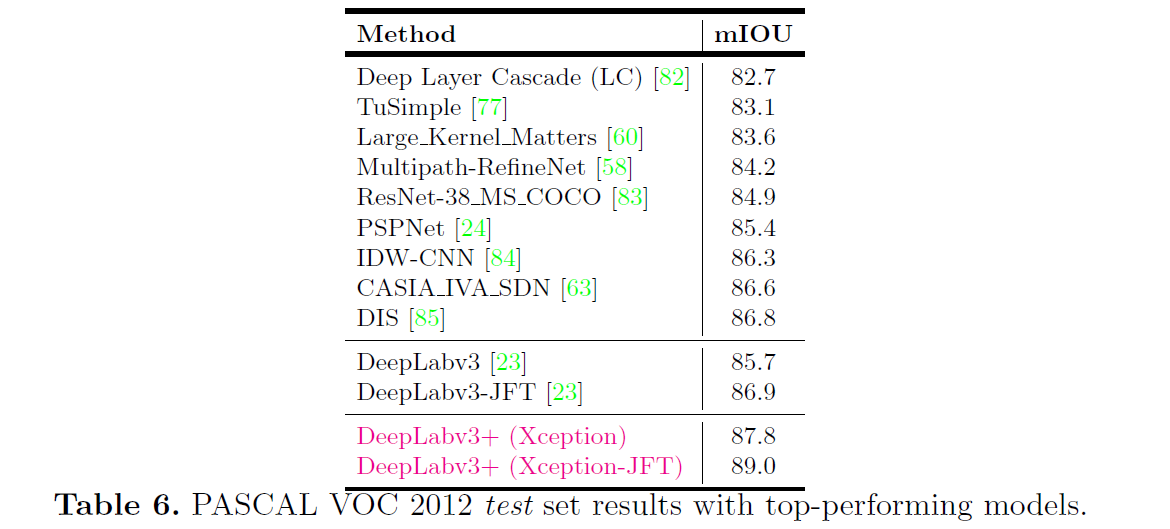 Method mIOU
Deep Layer Cascade (LC) [82] 82.7
TuSimple [77] 83.1
Large_Kernel_Matters [60] 83.6
Multipath-RefineNet [58] 84.2
ResNet-38_MS_COCO [83] 84.9
PSPNet [24] 85.4
IDW-CNN [84] 86.3
CASIA_IVA_SDN [63] 86.6
DIS [85] 86.8
DeepLabv3 [23] 85.7
DeepLabv3-JFT [23] 86.9
DeepLabv3+ (Xception) 87.8
DeepLabv3+ (Xception-JFT) 89.0
Table 6. PASCAL VOC 2012 test set results with top-performing models.